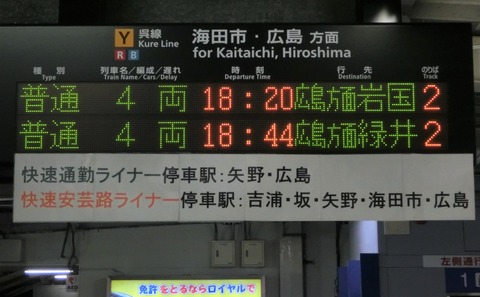 Y 呉線 海田市・広島 方面
R B Kure Line for Kaitaichi, Hiroshima
種 別 列車名/編成/遅れ 時 刻 行 先 のりば
Type Train Name/Cars/Delay Departure Time Destination Track
普通 4 両 18:20 広島方面岩国 2
普通 4 両 18:44 広島方面緑井 2
快速通勤ライナー停車駅:矢野・広島
快速安芸路ライナー停車駅:吉浦・坂・矢野・海田市・広島
左側通行
1
免許をとるならロイヤルで